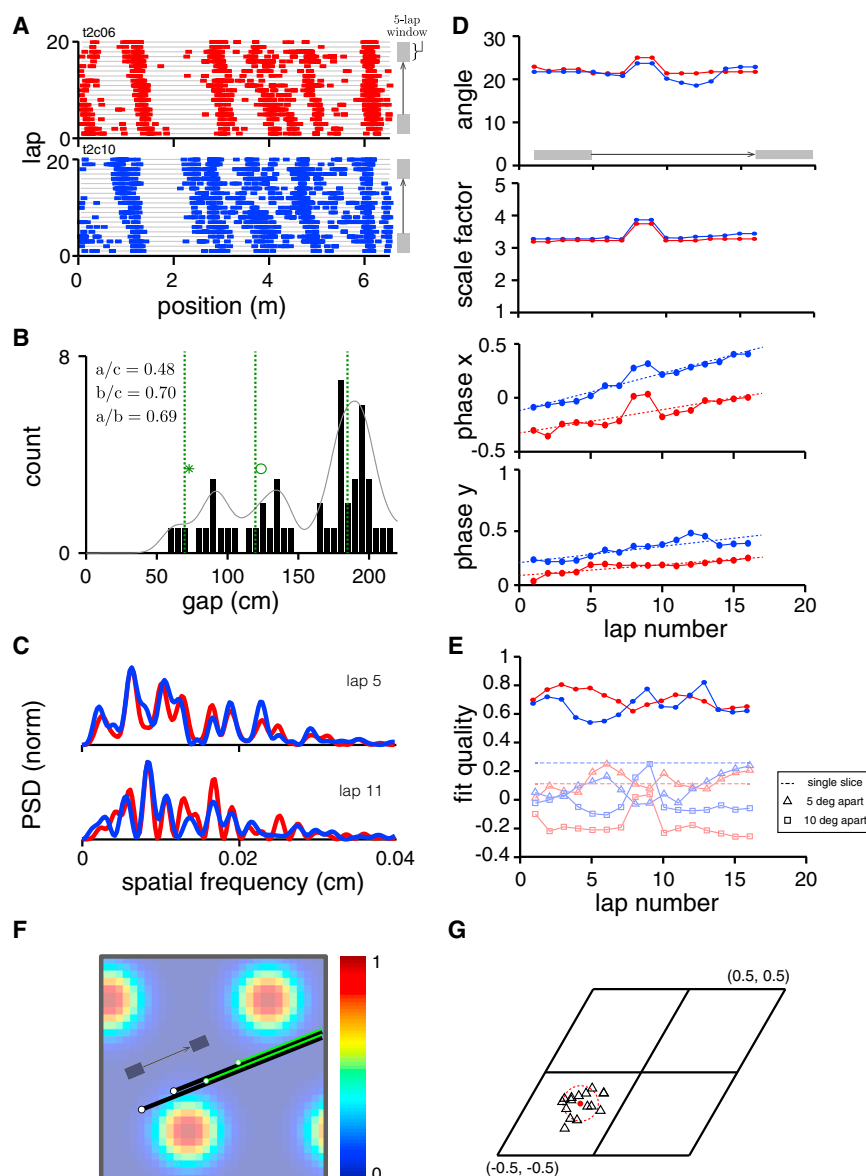 A
t2c06
5-lap
window
20
0
t2c10
20
0
lap
0
2
4
6
position (m)
B
8
0
a/c = 0.48
b/c = 0.70
a/b = 0.69
count
0
50
100
150
200
gap (cm)
C
lap 5
lap 11
PSD (norm)
0
0.02
0.04
spatial frequency (cm)
D
30
20
10
0
angle
5
4
3
2
1
scale factor
0.5
0
-0.5
phase x
1
0.5
0
phase y
0
5
10
15
20
lap number
E
1
0.8
0.6
0.4
0.2
0
-0.2
-0.4
fit quality
single slice
5 deg apart
10 deg apart
0
5
10
15
20
lap number
F
1
0
G
(0.5, 0.5)
(-0.5, -0.5)